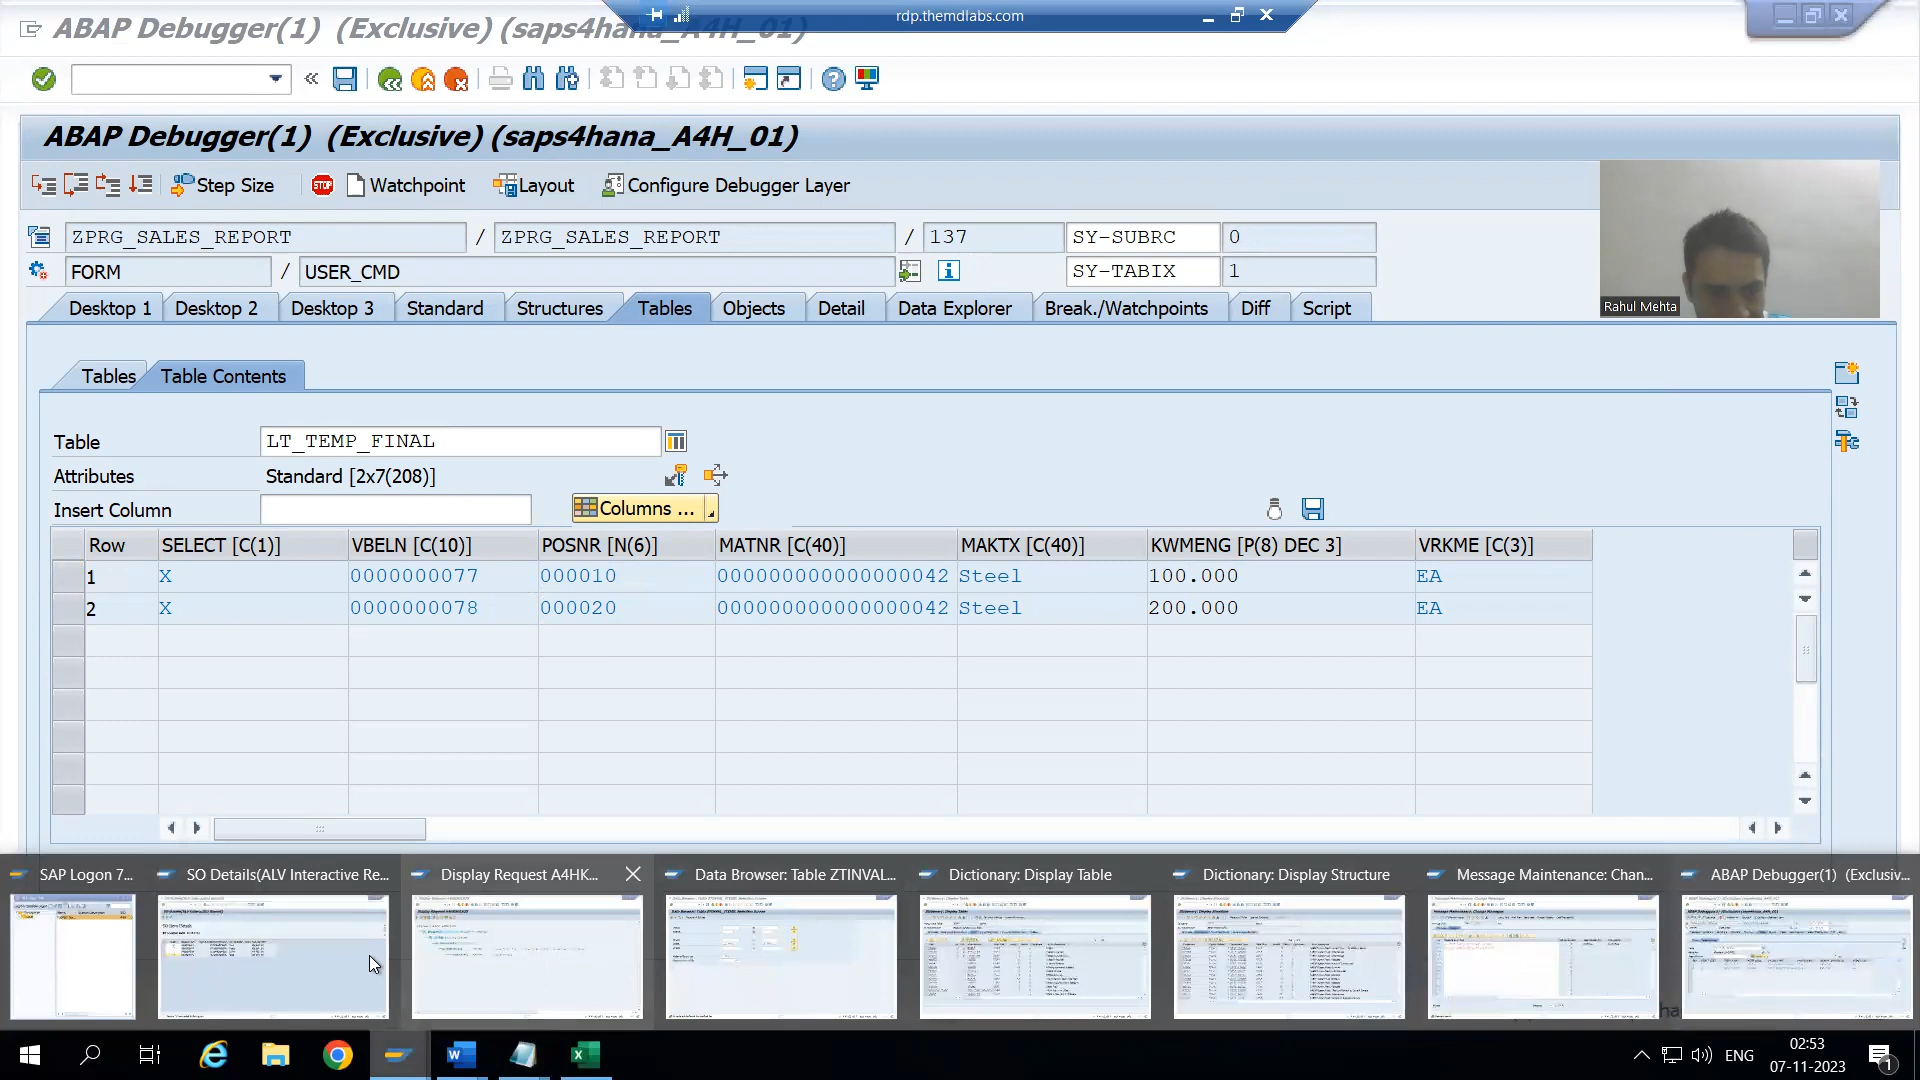 ABAP Debugger(1) (Exclusive) (saps4hana_A4H_01)
rdp.themdlabs.com
ABAP Debugger(1) (Exclusive) (saps4hana_A4H_01)
Step Size
STOP
Watchpoint
Layout
Configure Debugger Layer
ZPRG_SALES_REPORT / ZPRG_SALES_REPORT / 137 SY-SUBRC 0
FORM / USER_CMD SY-TABIX 1
Rahul Mehta
Desktop 1 Desktop 2 Desktop 3 Standard Structures Tables Objects Detail Data Explorer Break./Watchpoints Diff Script
Tables Table Contents
Table LT_TEMP_FINAL
Attributes Standard [2x7(208)]
Insert Column Columns ...
Row SELECT [C(1)] VBELN [C(10)] POSNR [N(6)] MATNR [C(40)] MAKTX [C(40)] KWMENG [P(8) DEC 3] VRKME [C(3)]
1 X 0000000077 000010 000000000000000042 Steel 100.000 EA
2 X 0000000078 000020 000000000000000042 Steel 200.000 EA
SAP Logon 7... SO Details(ALV Interactive Re... Display Request A4HK... Data Browser: Table ZTINVAL... Dictionary: Display Table Dictionary: Display Structure Message Maintenance: Chan... ABAP Debugger(1) (Exclusiv...
ENG
02:53
07-11-2023
1